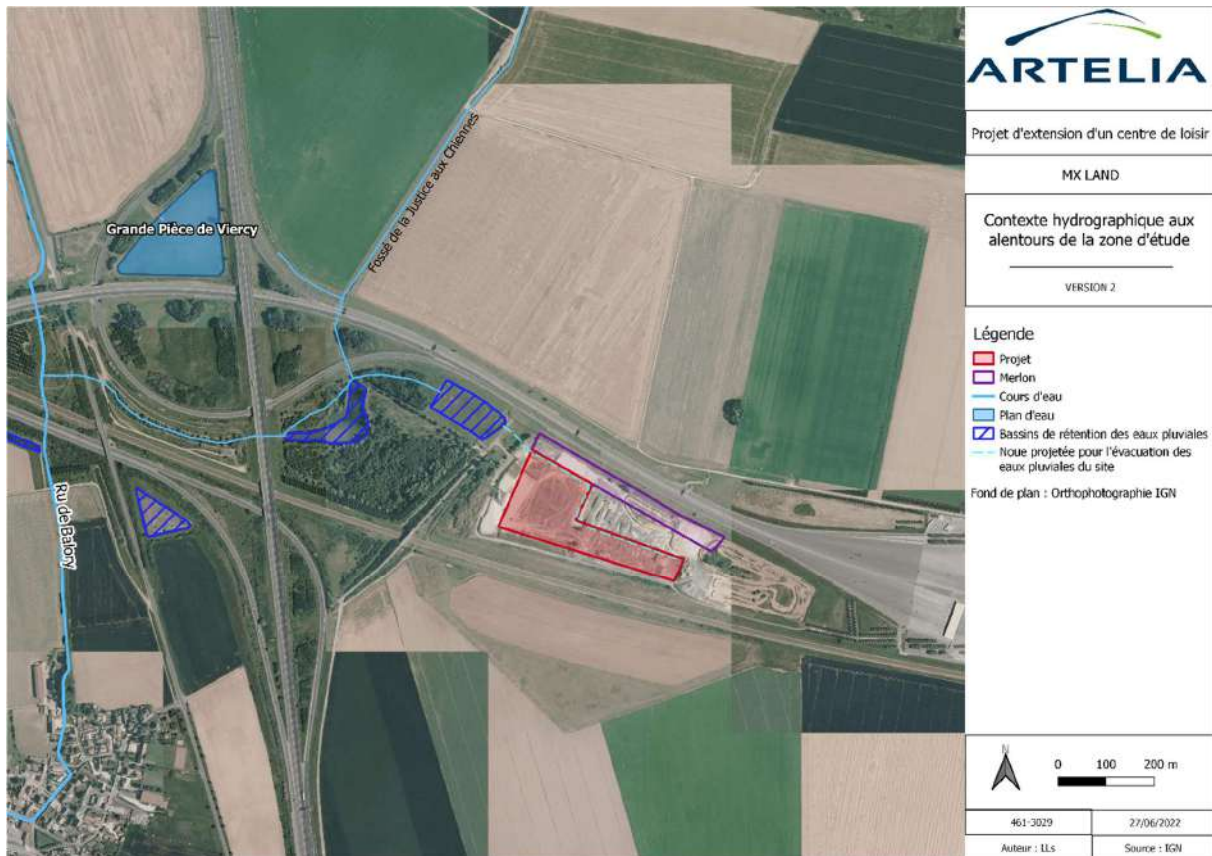 Grande Pièce de Viercy
Fossé de la Justice aux Chiennes
Ru de Balory
ARTELIA
Projet d'extension d'un centre de loisir
MX LAND
Contexte hydrographique aux
alentours de la zone d'étude
VERSION 2
Légende
Projet
Merlon
Cours d'eau
Plan d'eau
Bassins de rétention des eaux pluviales
Noue projetée pour l'évacuation des
eaux pluviales du site
Fond de plan : Orthophotographie IGN
N
0 100 200 m
461-3029
27/06/2022
Auteur : LLs
Source : IGN